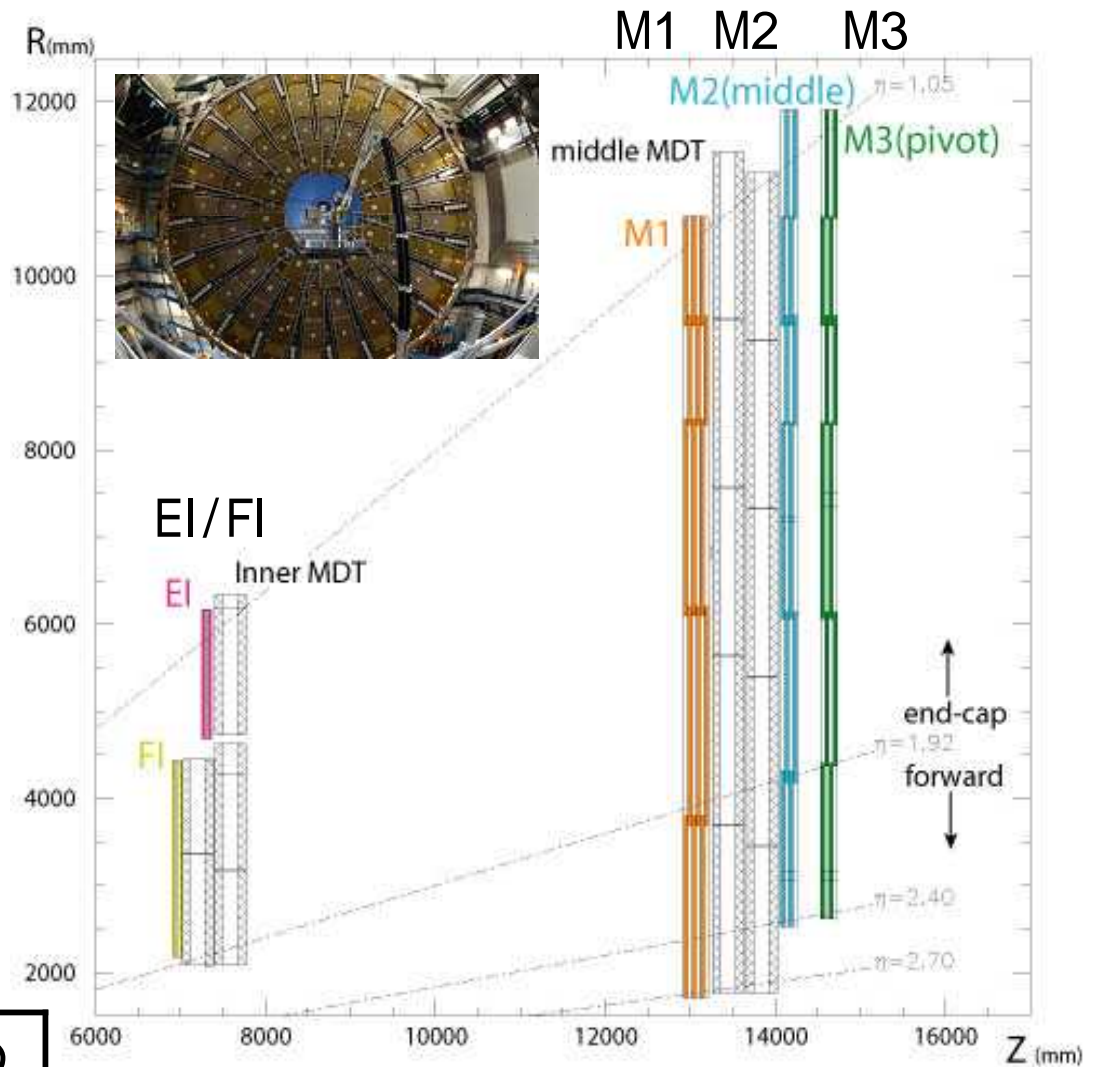 M1 M2 M3
R(mm)
η=1.05
12000
M2(middle)
middle MDT
M3(pivot)
M1
10000
8000
EI/FI
Inner MDT
EI
6000
end-cap
η=1.92
FI
forward
4000
η=2.40
η=2.70
2000
6000 8000 10000 12000 14000 16000
Z (mm)